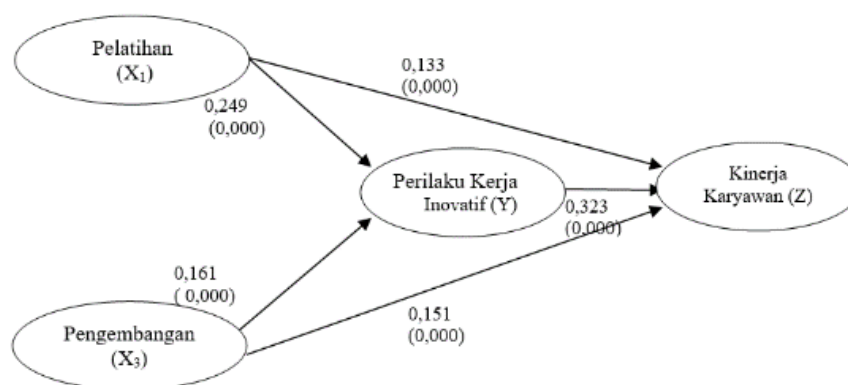 Pelatihan
(X₁)
0,133
(0,000)
0,249
(0,000)
Perilaku Kerja
Inovatif (Y)
Kinerja
Karyawan (Z)
0,323
(0,000)
0,161
( 0,000)
0,151
(0,000)
Pengembangan
(X₃)